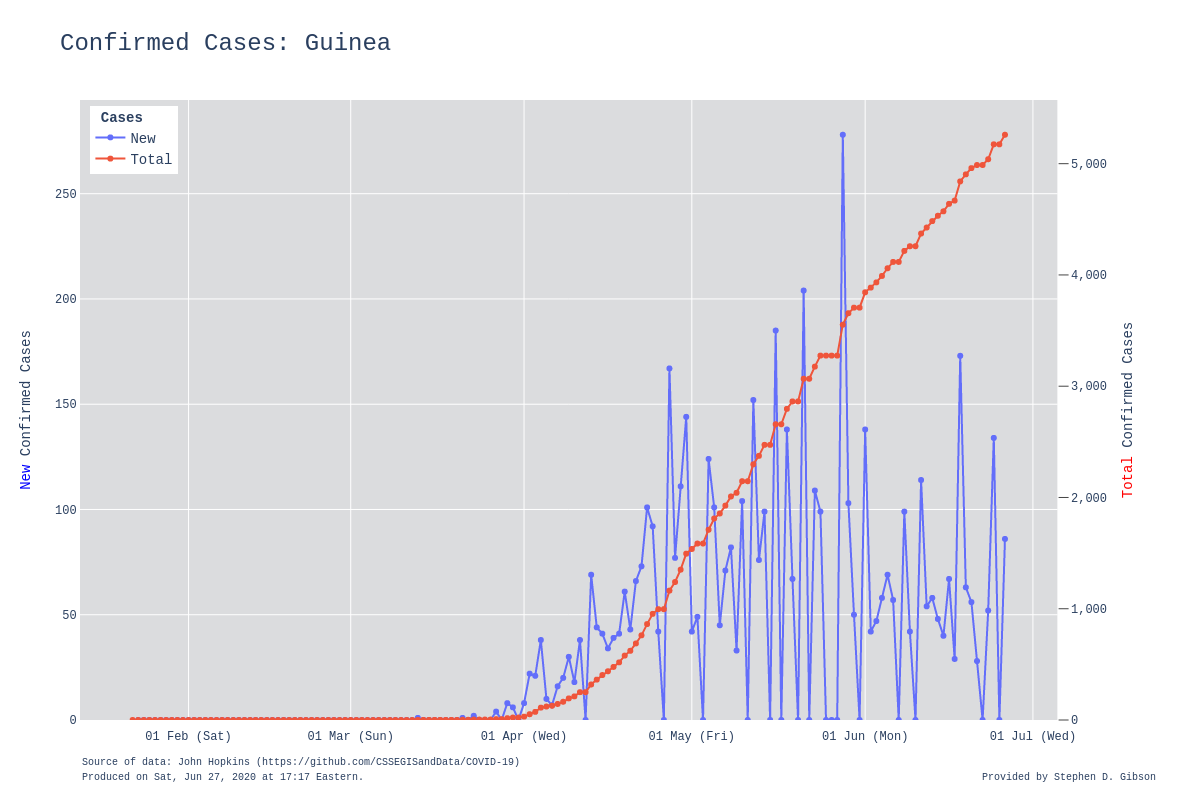 Confirmed Cases: Guinea
Cases
New
Total
250
200
150
100
50
0
5,000
4,000
3,000
2,000
1,000
0
New Confirmed Cases
Total Confirmed Cases
01 Feb (Sat)
01 Mar (Sun)
01 Apr (Wed)
01 May (Fri)
01 Jun (Mon)
01 Jul (Wed)
Source of data: John Hopkins (https://github.com/CSSEGISandData/COVID-19)
Produced on Sat, Jun 27, 2020 at 17:17 Eastern.
Provided by Stephen D. Gibson